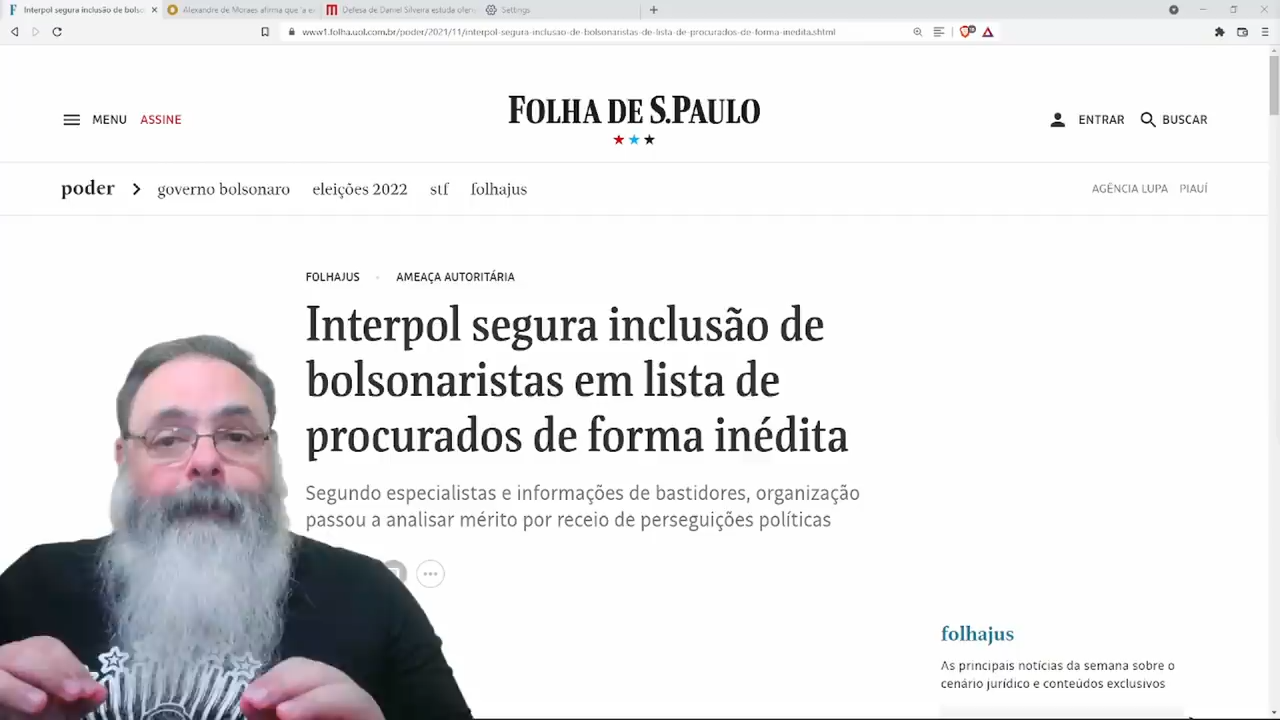 Interpol segura inclusão de bolso
Alexandre de Moraes afirma que 'a ex
Defesa de Daniel Silveira estuda ofer
Settings
www1.folha.uol.com.br/poder/2021/11/interpol-segura-inclusao-de-bolsonaristas-de-lista-de-procurados-de-forma-inedita.shtml
MENU ASSINE FOLHA DE S.PAULO ENTRAR BUSCAR
poder governo bolsonaro eleições 2022 stf folhajus AGÊNCIA LUPA PIAUÍ
FOLHAJUS AMEAÇA AUTORITÁRIA
Interpol segura inclusão de
bolsonaristas em lista de
procurados de forma inédita
Segundo especialistas e informações de bastidores, organização
passou a analisar mérito por receio de perseguições políticas
folhajus
As principais notícias da semana sobre o
cenário jurídico e conteúdos exclusivos